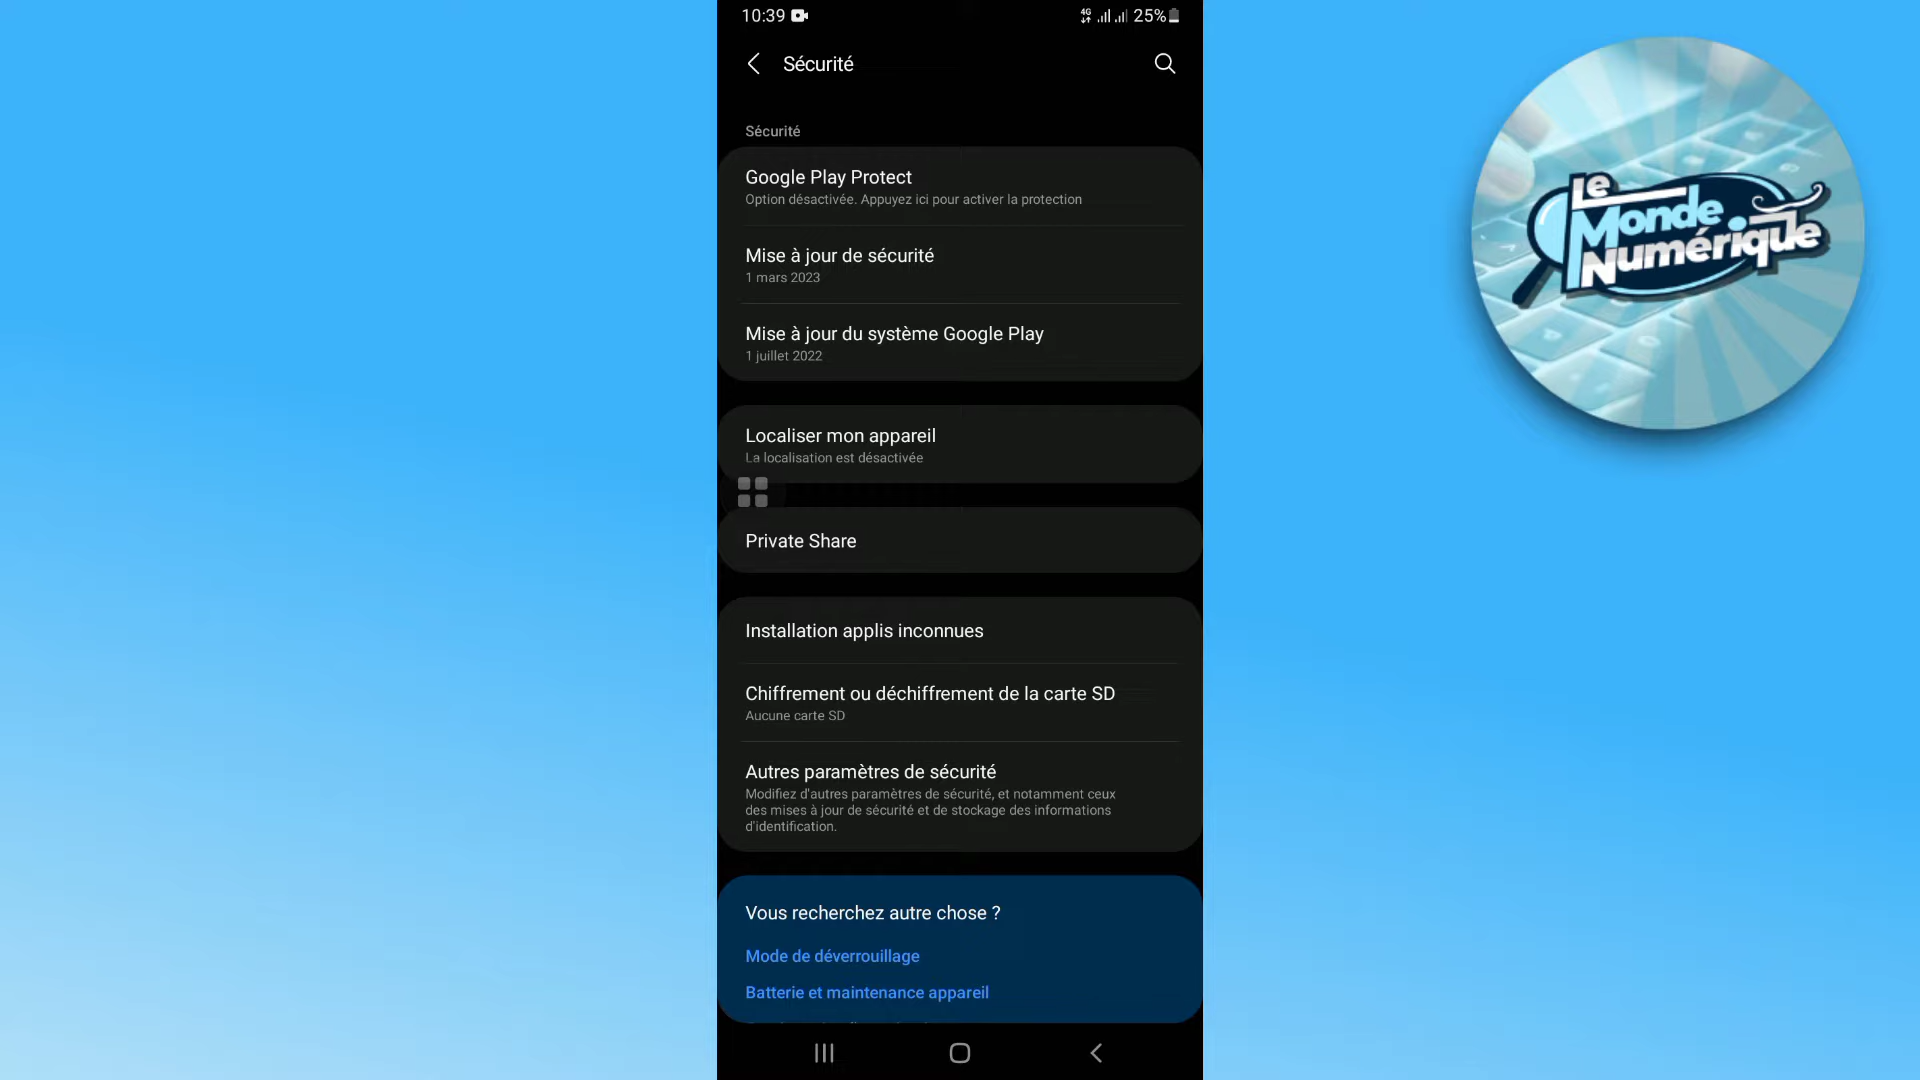 10:39
4G 25%
Sécurité
Sécurité
Google Play Protect
Option désactivée. Appuyez ici pour activer la protection
Mise à jour de sécurité
1 mars 2023
Mise à jour du système Google Play
1 juillet 2022
Localiser mon appareil
La localisation est désactivée
Private Share
Installation applis inconnues
Chiffrement ou déchiffrement de la carte SD
Aucune carte SD
Autres paramètres de sécurité
Modifiez d'autres paramètres de sécurité, et notamment ceux
des mises à jour de sécurité et de stockage des informations
d'identification.
Vous recherchez autre chose ?
Mode de déverrouillage
Batterie et maintenance appareil
Le
Monde
Numérique